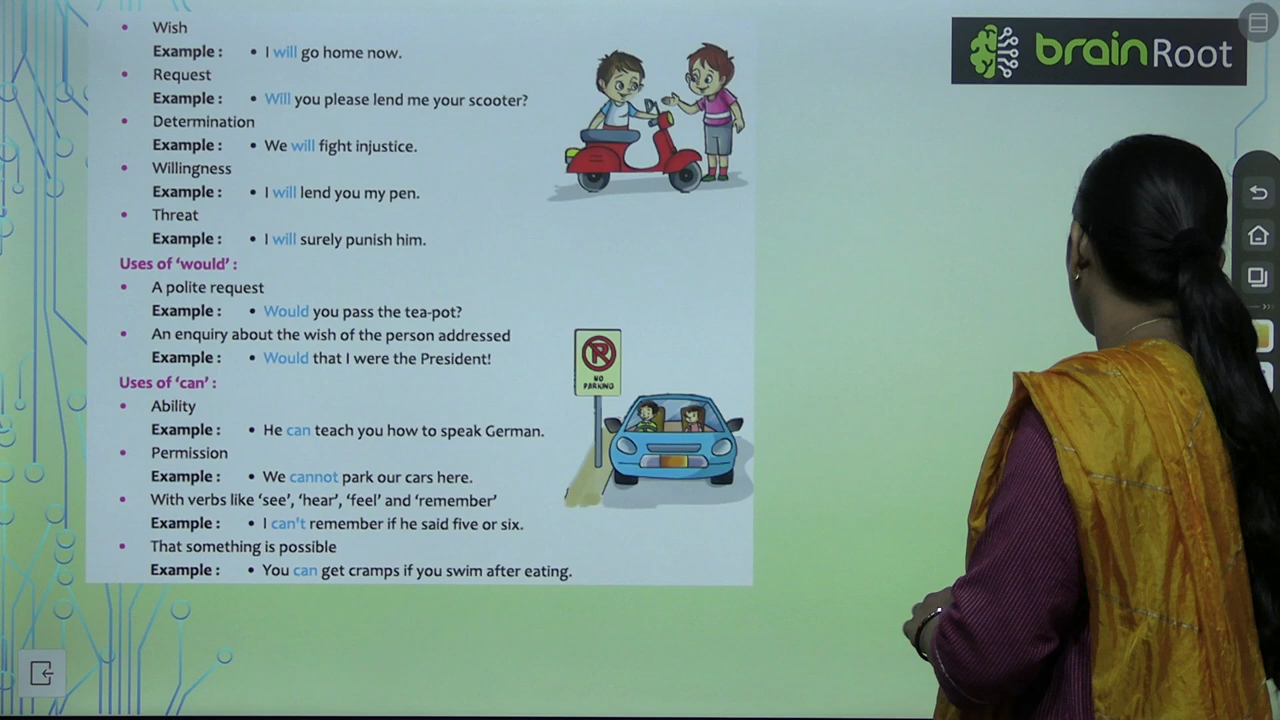 brainRoot
• Wish
Example : • I will go home now.
• Request
Example : • Will you please lend me your scooter?
• Determination
Example : • We will fight injustice.
• Willingness
Example : • I will lend you my pen.
• Threat
Example : • I will surely punish him.
Uses of ‘would’ :
• A polite request
Example : • Would you pass the tea-pot?
• An enquiry about the wish of the person addressed
Example : • Would that I were the President!
Uses of ‘can’ :
• Ability
Example : • He can teach you how to speak German.
• Permission
Example : • We cannot park our cars here.
• With verbs like ‘see’, ‘hear’, ‘feel’ and ‘remember’
Example : • I can't remember if he said five or six.
• That something is possible
Example : • You can get cramps if you swim after eating.
R
NO
PARKING